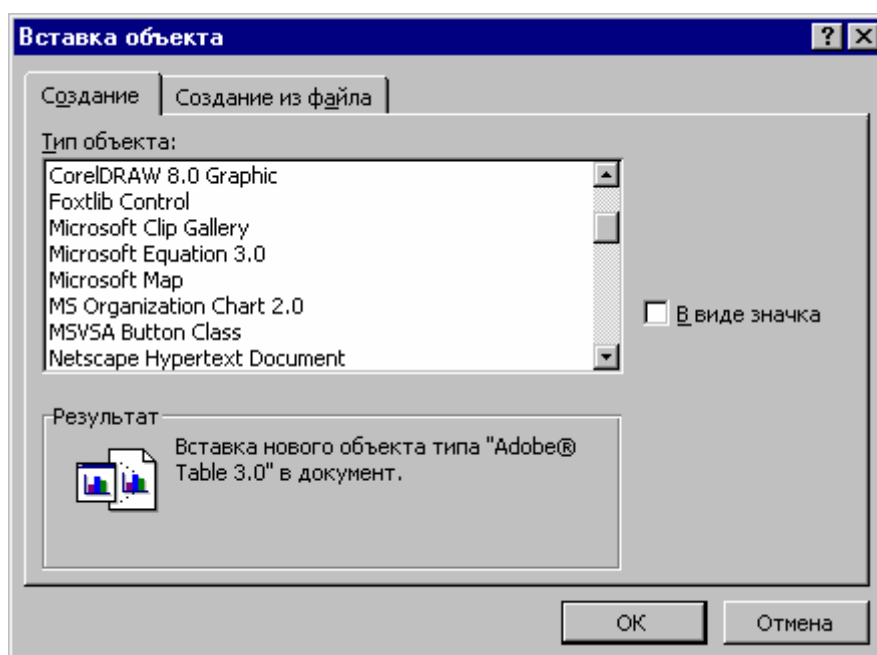 Вставка объекта
Создание
Создание из файла
Тип объекта:
CorelDRAW 8.0 Graphic
Foxtlib Control
Microsoft Clip Gallery
Microsoft Equation 3.0
Microsoft Map
MS Organization Chart 2.0
MSVSA Button Class
Netscape Hypertext Document
В виде значка
Результат
Вставка нового объекта типа "Adobe®
Table 3.0" в документ.
ОК
Отмена